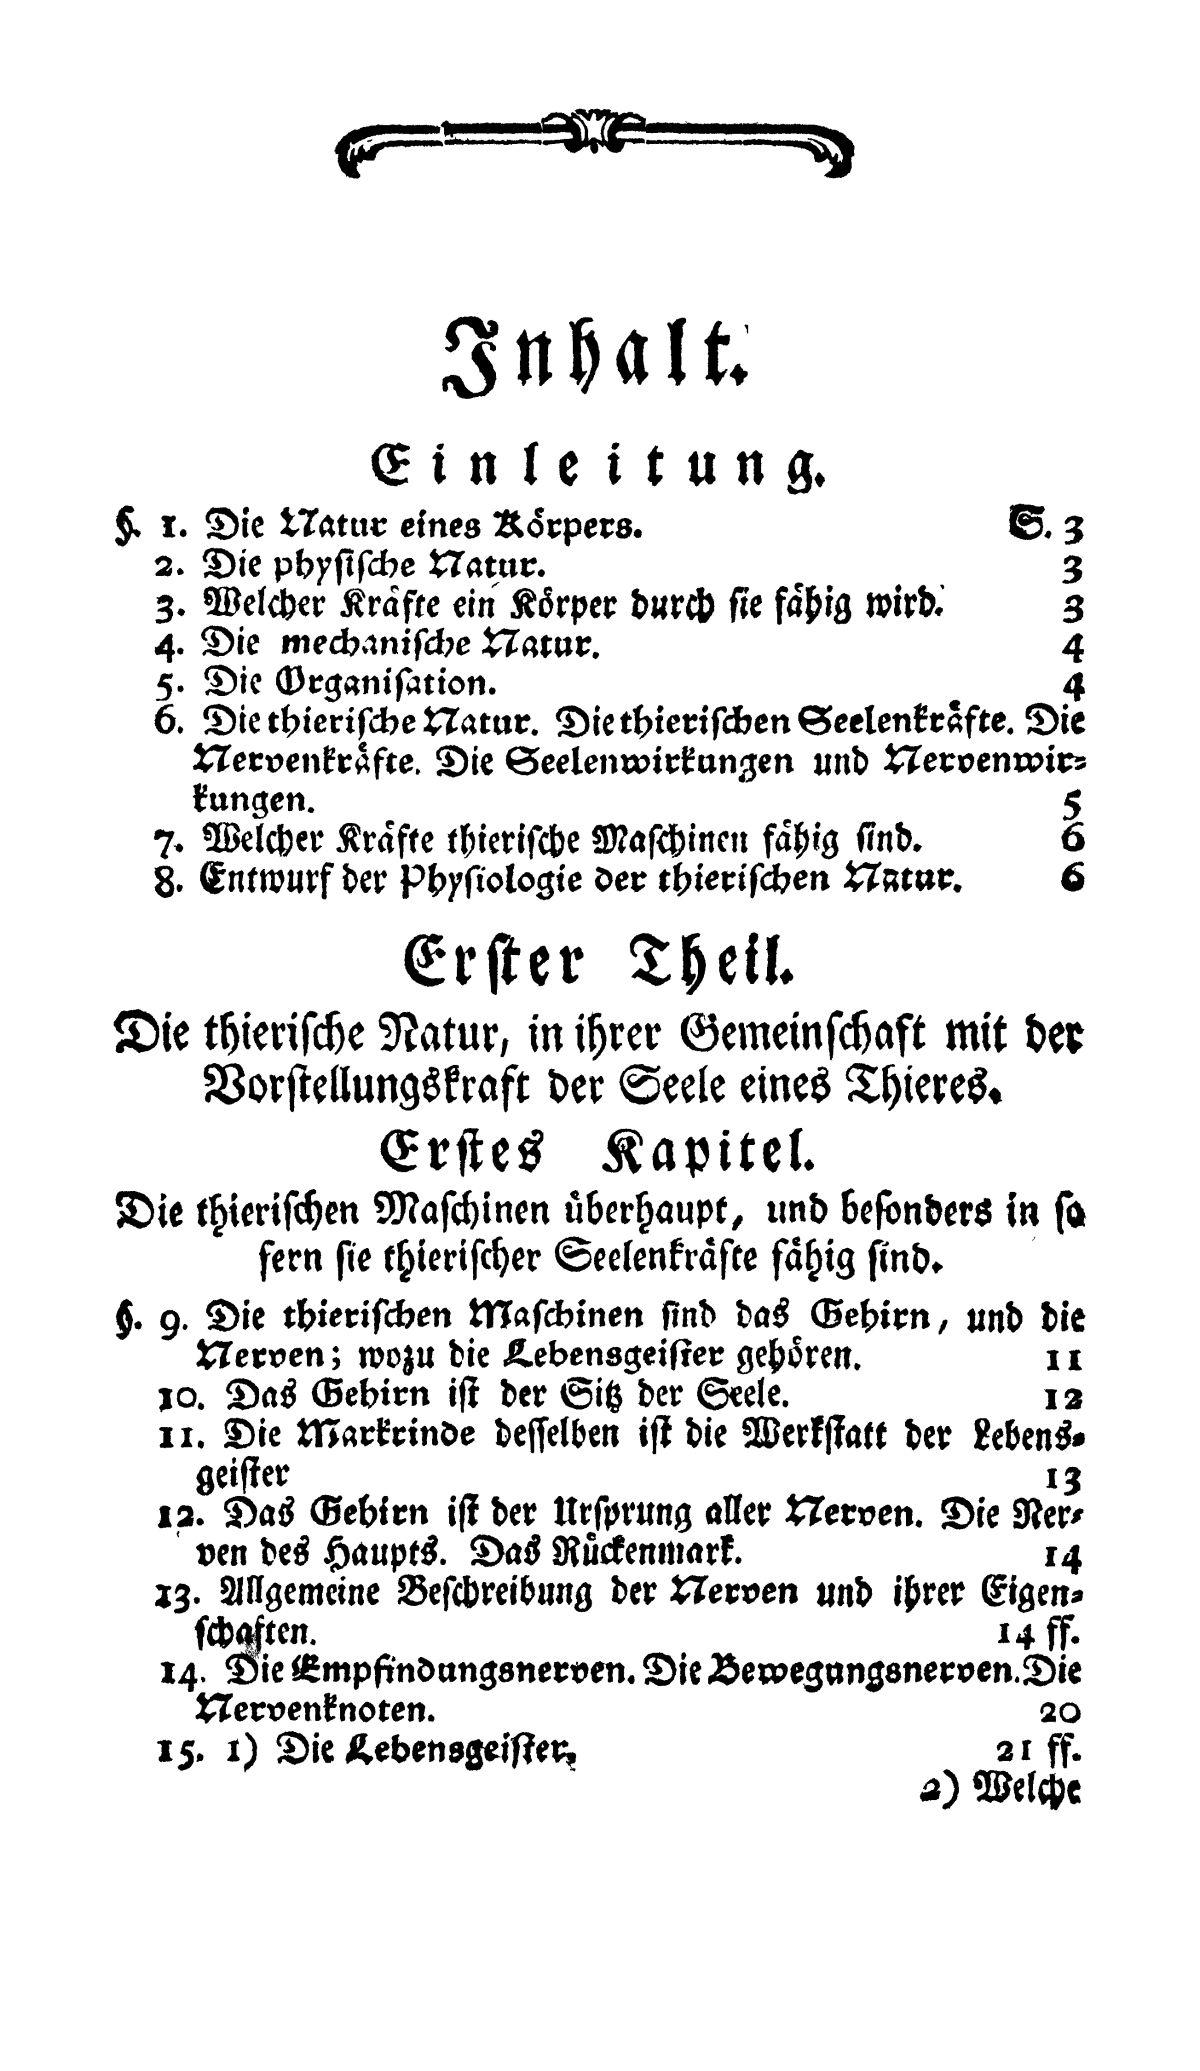 Inhalt.
Einleitung.
§. 1. Die Natur eines Körpers. S. 3
2. Die physische Natur. 3
3. Welcher Kräfte ein Körper durch sie fähig wird. 3
4. Die mechanische Natur. 4
5. Die Organisation. 4
6. Die thierische Natur. Die thierischen Seelenkräfte. Die
Nervenkräfte. Die Seelenwirkungen und Nervenwir-
kungen. 5
7. Welcher Kräfte thierische Maschinen fähig sind. 6
8. Entwurf der Physiologie der thierischen Natur. 6
Erster Theil.
Die thierische Natur, in ihrer Gemeinschaft mit der
Vorstellungskraft der Seele eines Thieres.
Erstes Kapitel.
Die thierischen Maschinen überhaupt, und besonders in so
fern sie thierischer Seelenkräfte fähig sind.
§. 9. Die thierischen Maschinen sind das Gehirn, und die
Nerven; wozu die Lebensgeister gehören. 11
10. Das Gehirn ist der Sitz der Seele. 12
11. Die Markrinde desselben ist die Werkstatt der Lebens-
geister 13
12. Das Gehirn ist der Ursprung aller Nerven. Die Ner-
ven des Haupts. Das Rückenmark. 14
13. Allgemeine Beschreibung der Nerven und ihrer Eigen-
schaften. 14 ff.
14. Die Empfindungsnerven. Die Bewegungsnerven. Die
Nervenknoten. 20
15. 1) Die Lebensgeister, 21 ff.
2) Welche